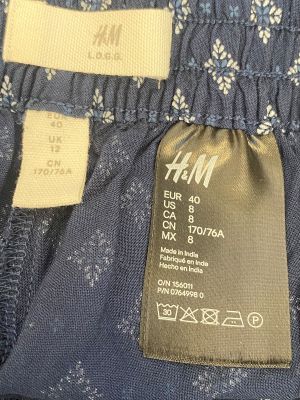 H&M
L.O.G.G.
EUR
40
UK
12
CN
170/76A
H&M
EUR 40
US 8
CA 8
CN 170/76A
MX 8
Made in India
Fabriqué en Inde
Hecho en India
O/N 156011
P/N 0764998 0
30
P